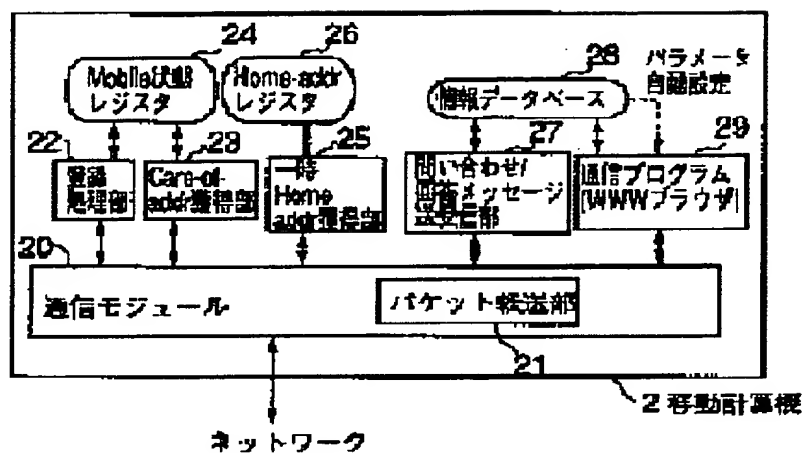 24
26
28
パラメータ
自動設定
Mobile状態
レジスタ
Home-addr
レジスタ
情報データベース
22
23
25
27
29
登録
処理部
Care-of-
addr獲得部
一時
Home
addr獲得部
問い合わせ/
回答メッセージ
送受信部
通信プログラム
[WWWブラウザ]
20
通信モジュール
パケット転送部
21
2 移動計算機
ネットワーク